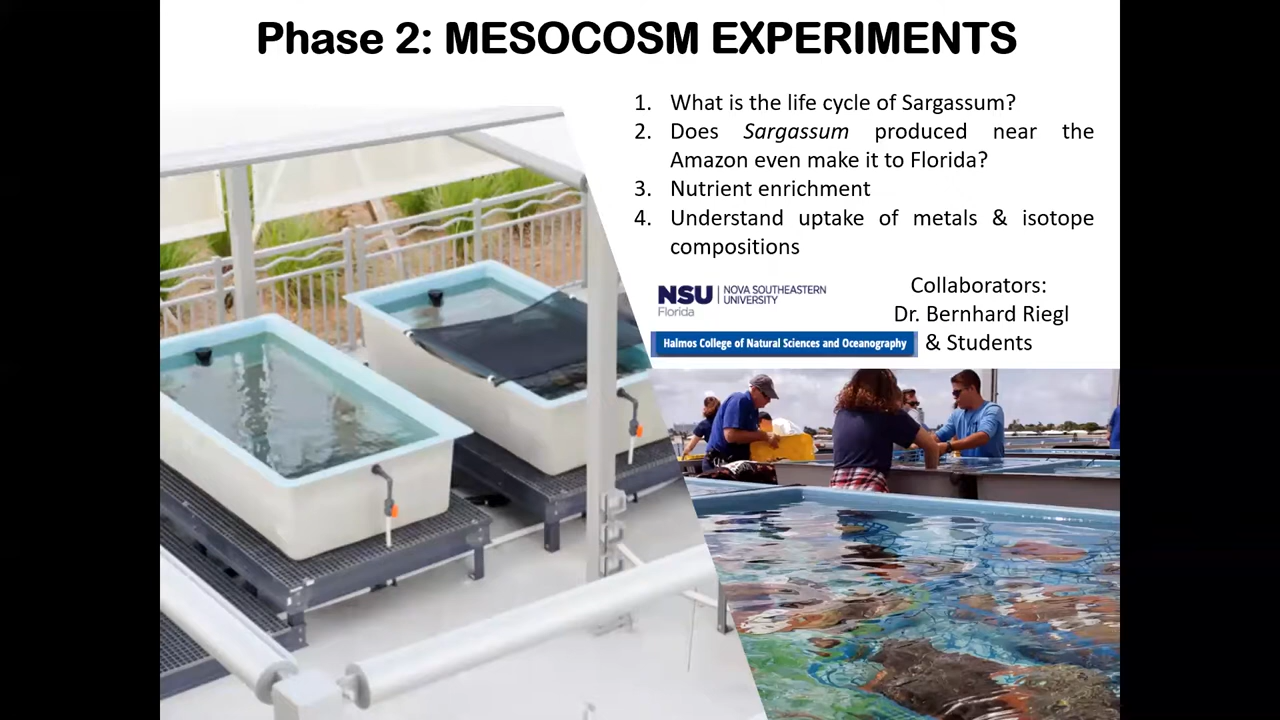 Phase 2: MESOCOSM EXPERIMENTS
1. What is the life cycle of Sargassum?
2. Does Sargassum produced near the
Amazon even make it to Florida?
3. Nutrient enrichment
4. Understand uptake of metals & isotope
compositions
NSU NOVA SOUTHEASTERN
UNIVERSITY
Florida
Halmos College of Natural Sciences and Oceanography
Collaborators:
Dr. Bernhard Riegl
& Students